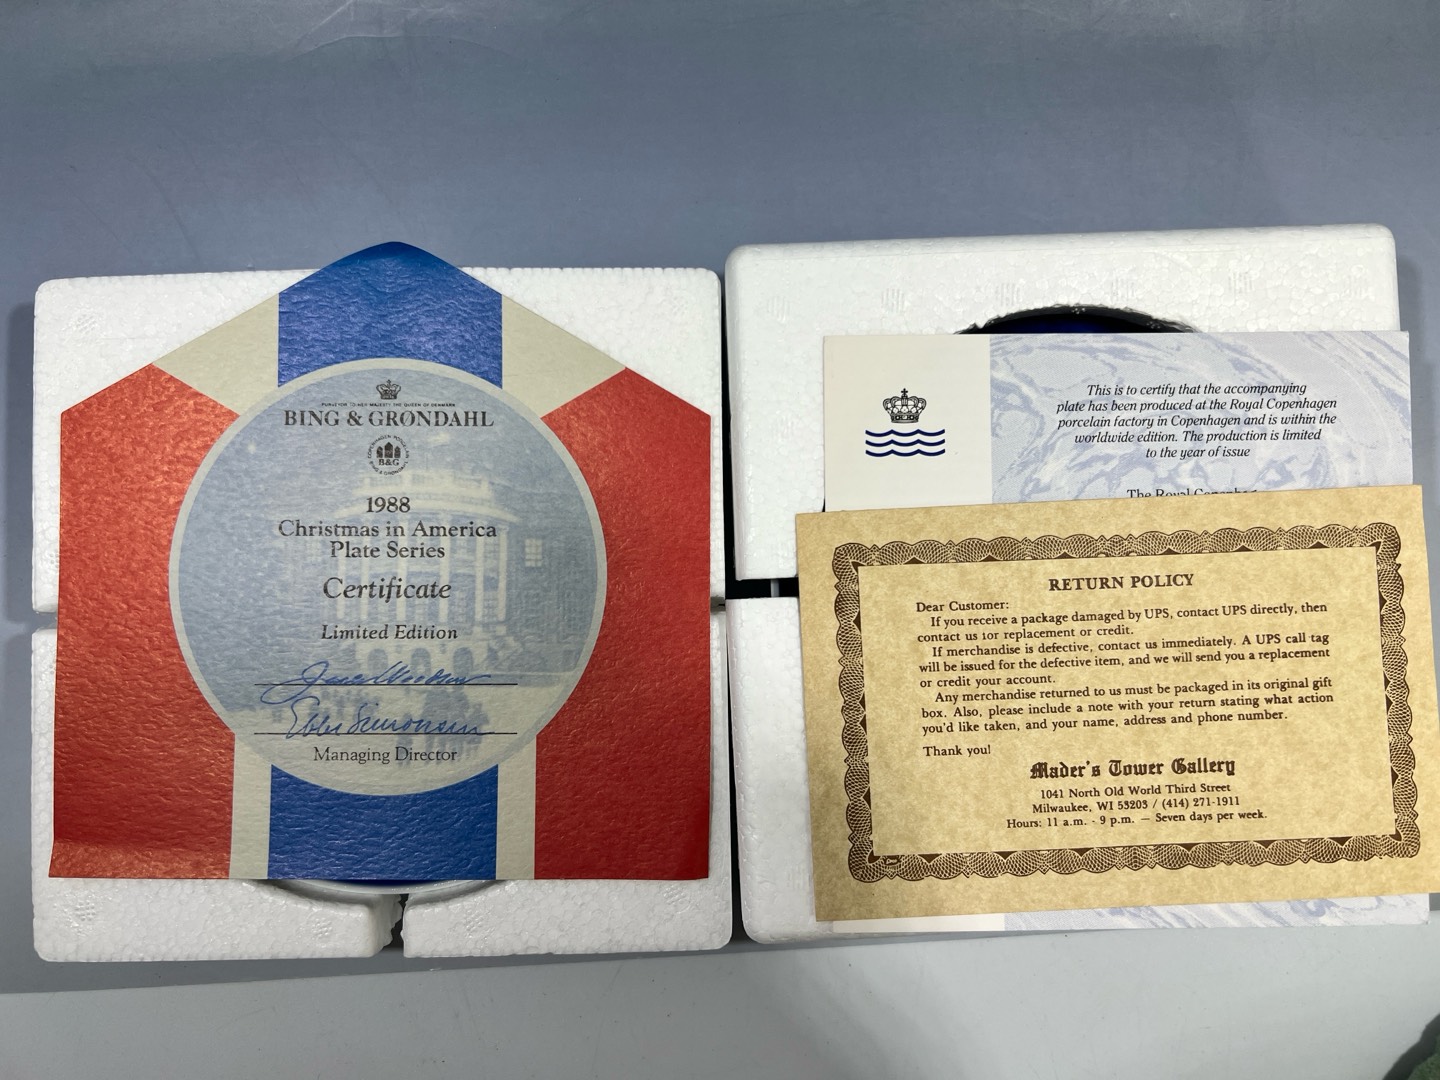 PURVEYOR TO HER MAJESTY THE QUEEN OF DENMARK
BING & GRØNDAHL
B&G
1988
Christmas in America
Plate Series
Certificate
Limited Edition
Ebbe Simonsen
Managing Director
This is to certify that the accompanying
plate has been produced at the Royal Copenhagen
porcelain factory in Copenhagen and is within the
worldwide edition. The production is limited
to the year of issue
The Royal
RETURN POLICY
Dear Customer:
If you receive a package damaged by UPS, contact UPS directly, then
contact us for replacement or credit.
If merchandise is defective, contact us immediately. A UPS call tag
will be issued for the defective item, and we will send you a replacement
or credit your account.
Any merchandise returned to us must be packaged in its original gift
box. Also, please include a note with your return stating what action
you'd like taken, and your name, address and phone number.
Thank you!
Mader's Tower Gallery
1041 North Old World Third Street
Milwaukee, WI 53203 / (414) 271-1911
Hours: 11 a.m. - 9 p.m. — Seven days per week.